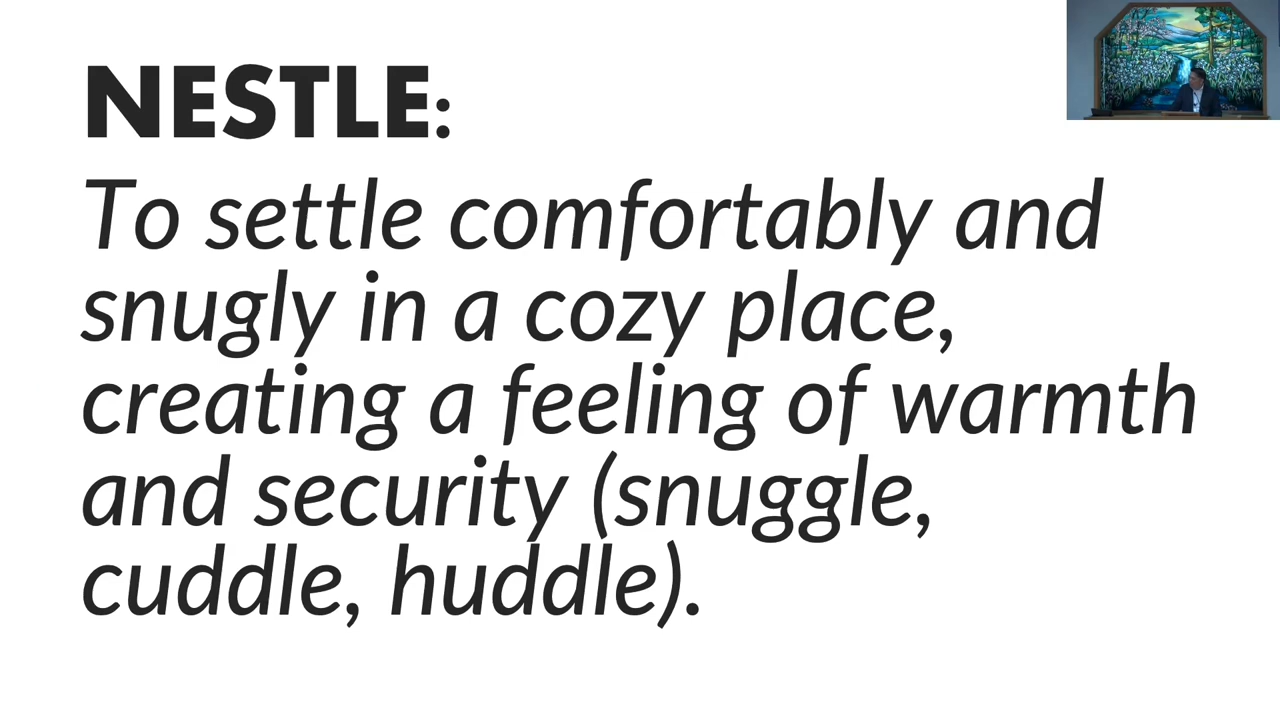 NESTLE:
To settle comfortably and
snugly in a cozy place,
creating a feeling of warmth
and security (snuggle,
cuddle, huddle).